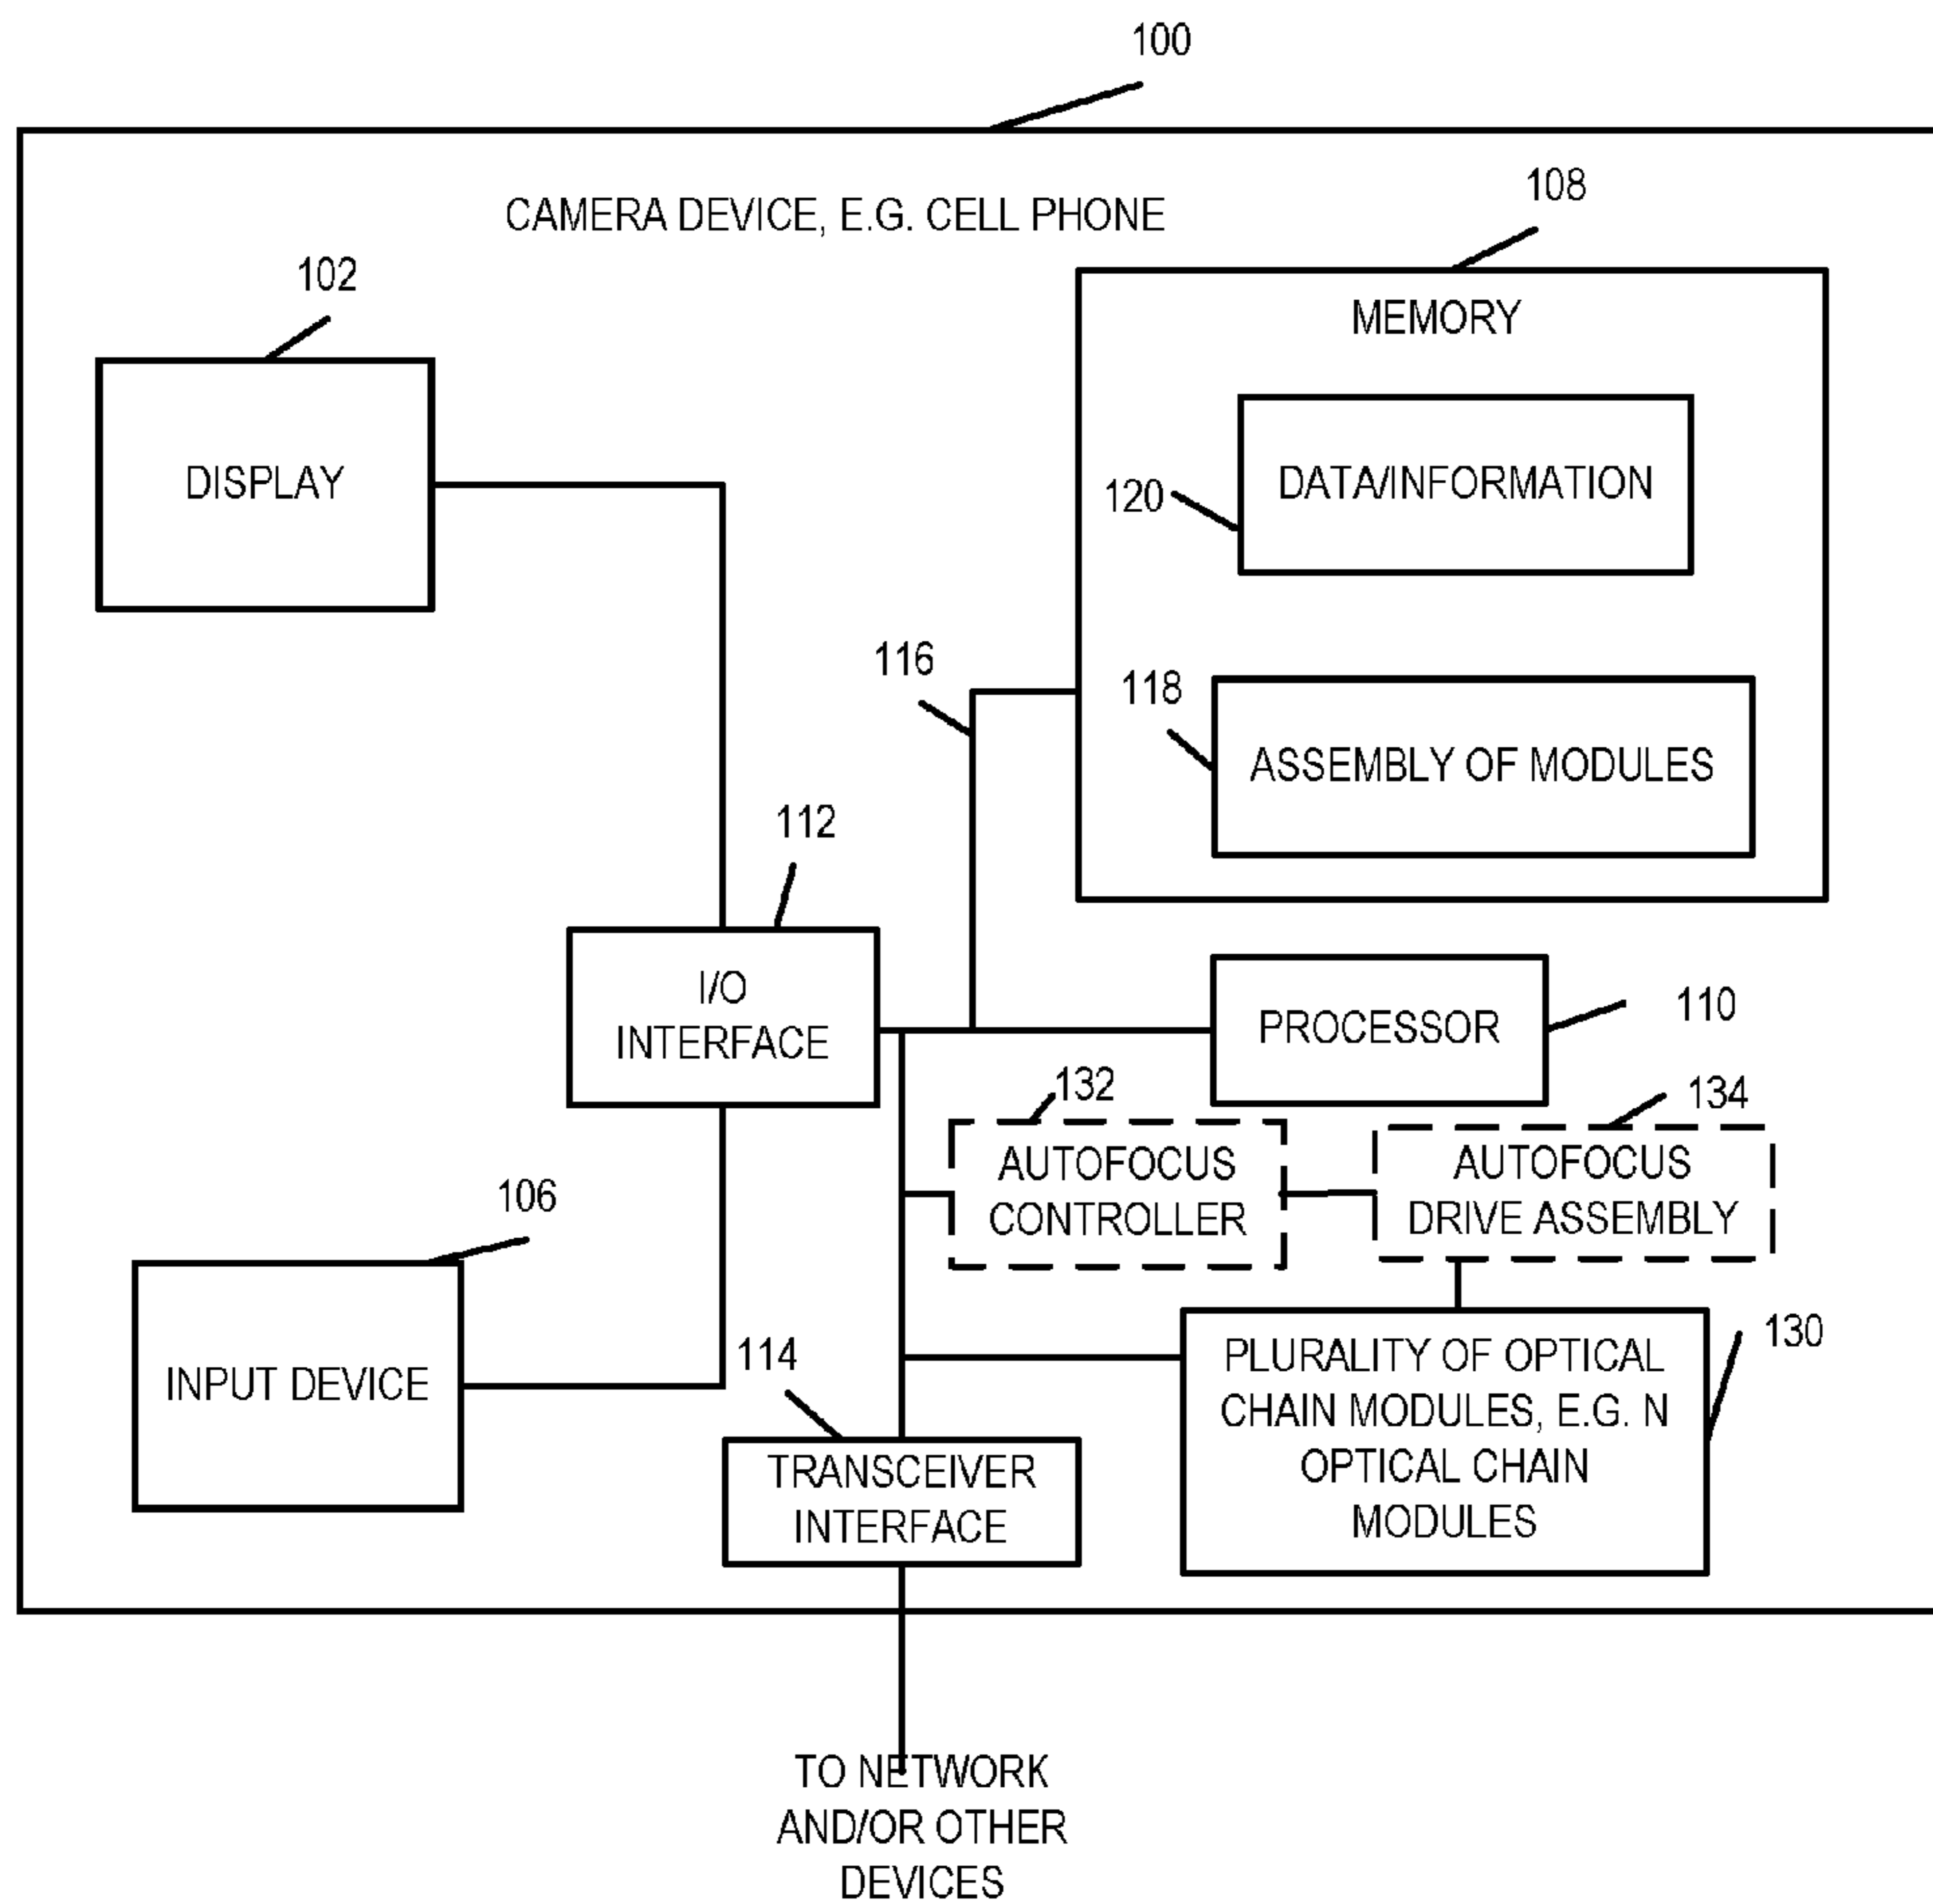 100
CAMERA DEVICE, E.G. CELL PHONE
108
102
MEMORY
DISPLAY
DATA/INFORMATION
120
116
118
ASSEMBLY OF MODULES
112
I/O
INTERFACE
PROCESSOR
110
132
134
AUTOFOCUS
CONTROLLER
AUTOFOCUS
DRIVE ASSEMBLY
106
INPUT DEVICE
114
130
PLURALITY OF OPTICAL
CHAIN MODULES, E.G. N
OPTICAL CHAIN
MODULES
TRANSCEIVER
INTERFACE
TO NETWORK
AND/OR OTHER
DEVICES